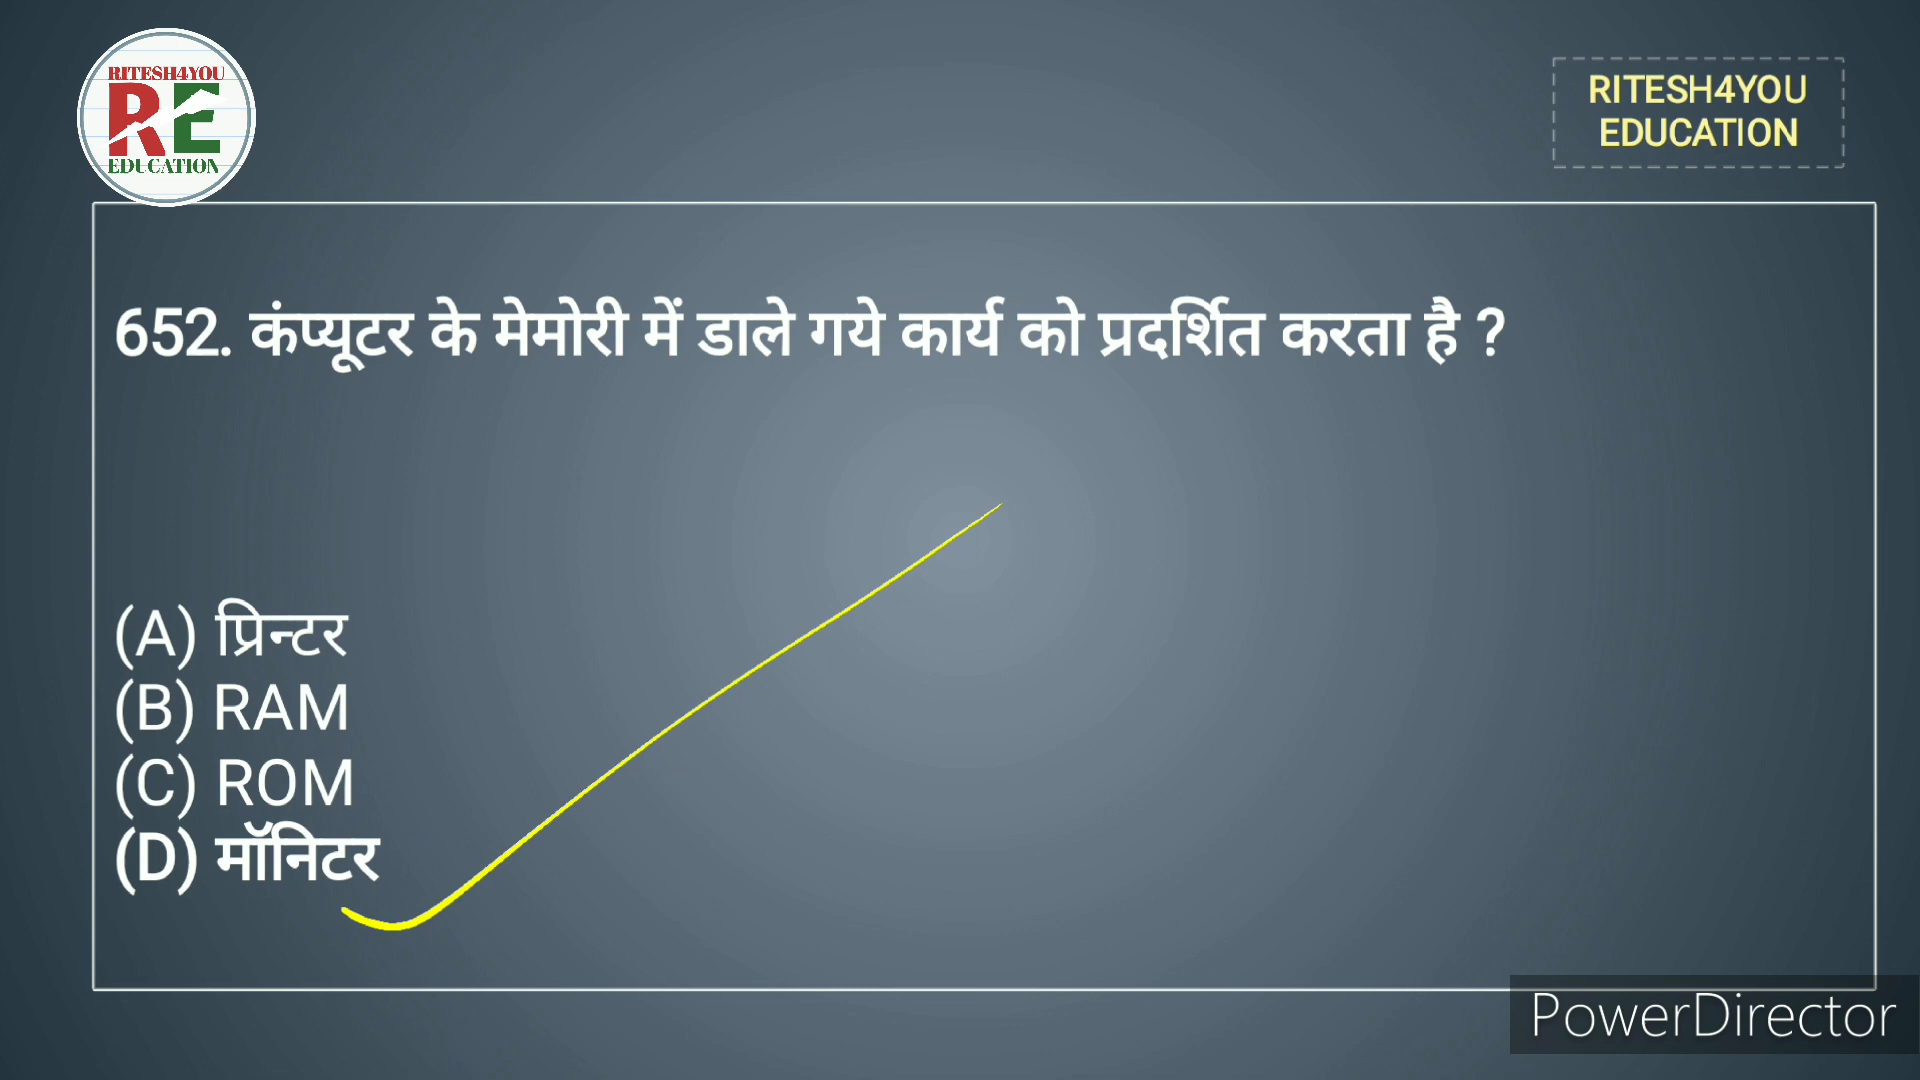 RITESH4YOU
RE
EDUCATION
RITESH4YOU
EDUCATION
652. कंप्यूटर के मेमोरी में डाले गये कार्य को प्रदर्शित करता है ?
(A) प्रिन्टर
(B) RAM
(C) ROM
(D) मॉनिटर
PowerDirector